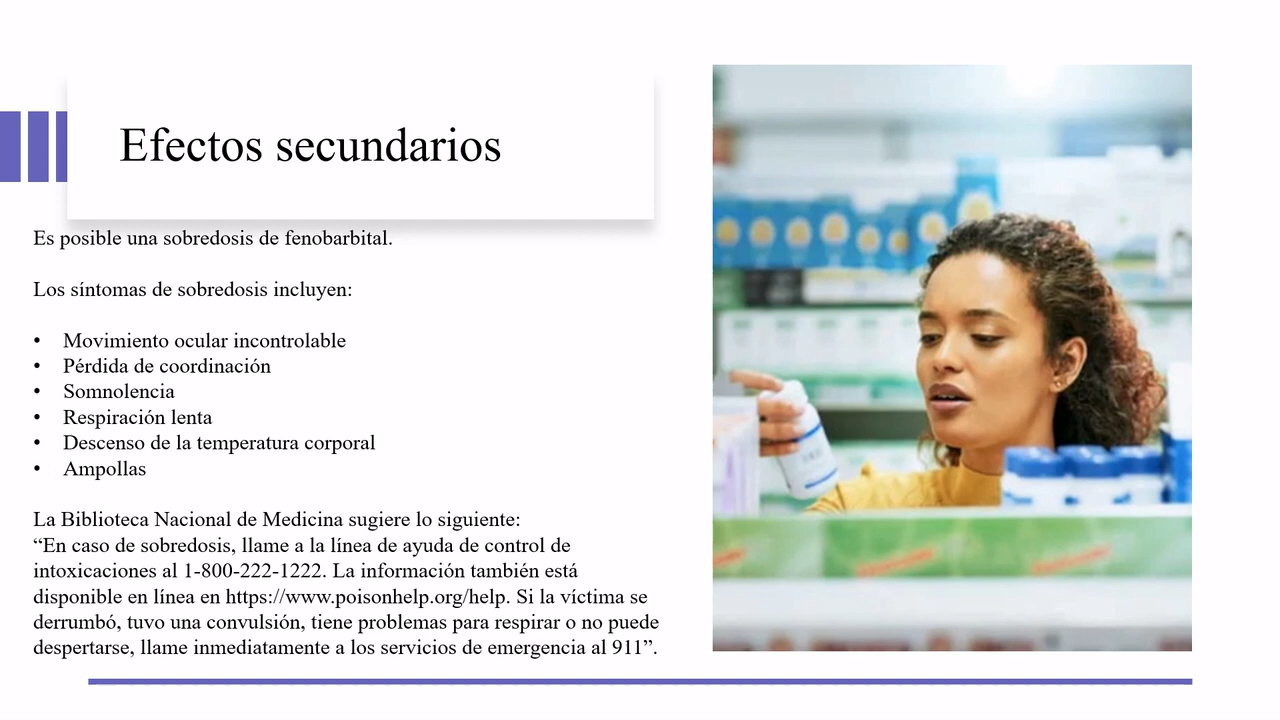 Efectos secundarios
Es posible una sobredosis de fenobarbital.
Los síntomas de sobredosis incluyen:
• Movimiento ocular incontrolable
• Pérdida de coordinación
• Somnolencia
• Respiración lenta
• Descenso de la temperatura corporal
• Ampollas
La Biblioteca Nacional de Medicina sugiere lo siguiente:
“En caso de sobredosis, llame a la línea de ayuda de control de
intoxicaciones al 1-800-222-1222. La información también está
disponible en línea en https://www.poisonhelp.org/help. Si la víctima se
derrumbó, tuvo una convulsión, tiene problemas para respirar o no puede
despertarse, llame inmediatamente a los servicios de emergencia al 911”.